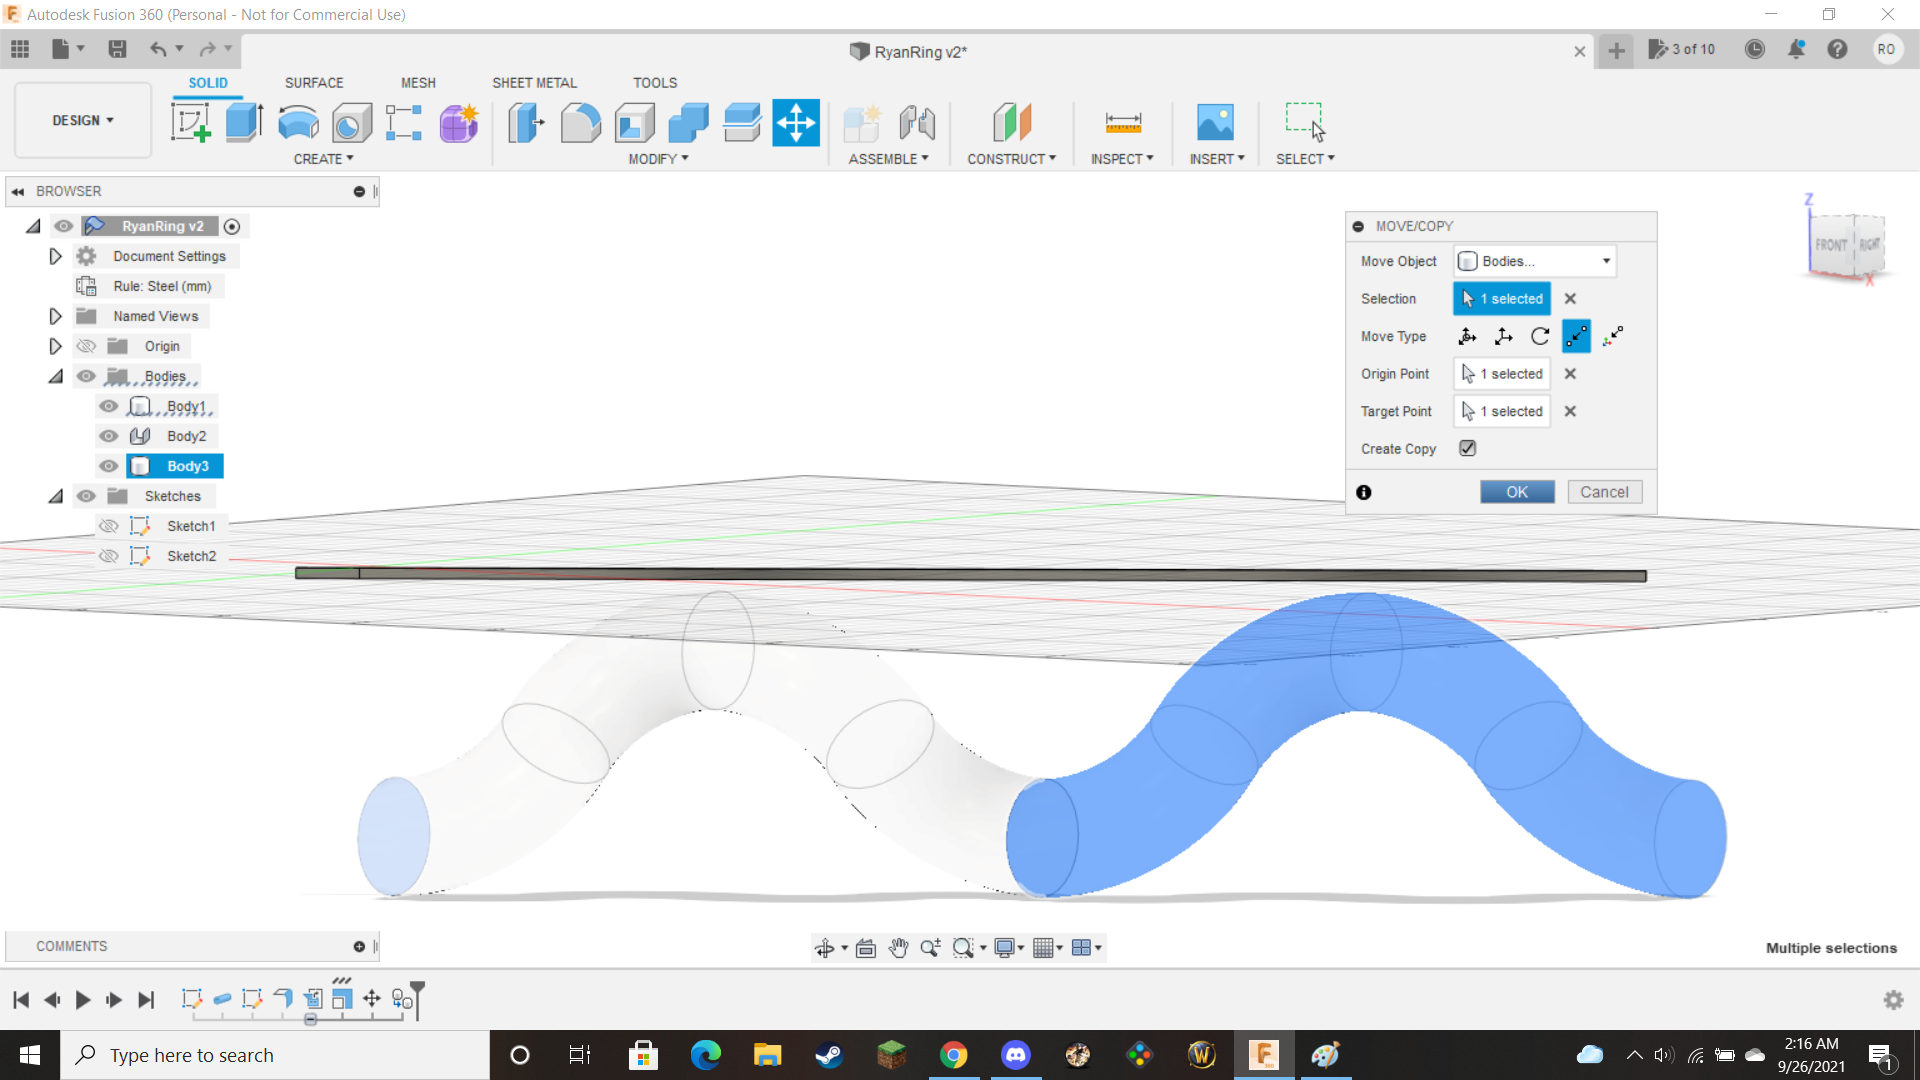 Autodesk Fusion 360 (Personal - Not for Commercial Use)
RyanRing v2*
3 of 10
RO
DESIGN
SOLID
SURFACE
MESH
SHEET METAL
TOOLS
CREATE
MODIFY
ASSEMBLE
CONSTRUCT
INSPECT
INSERT
SELECT
BROWSER
RyanRing v2
Document Settings
Rule: Steel (mm)
Named Views
Origin
Bodies
Body1
Body2
Body3
Sketches
Sketch1
Sketch2
MOVE/COPY
Move Object
Bodies...
Selection
1 selected
Move Type
Origin Point
1 selected
Target Point
1 selected
Create Copy
OK
Cancel
Z
FRONT
RIGHT
X
COMMENTS
Multiple selections
Type here to search
2:16 AM
9/26/2021
1